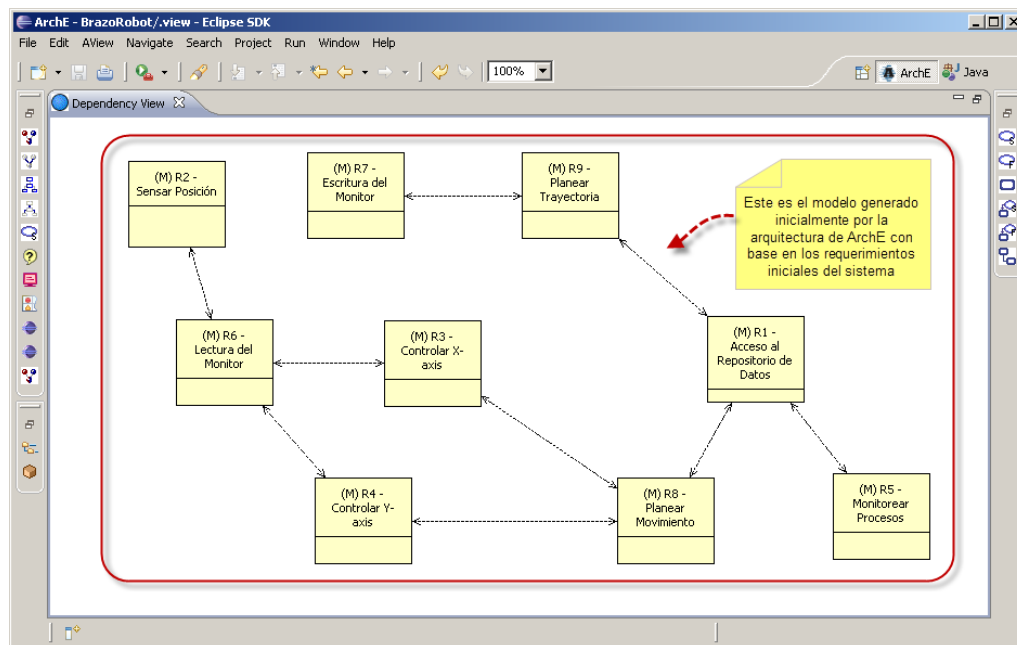 ArchE - BrazoRobot/.view - Eclipse SDK
File Edit AView Navigate Search Project Run Window Help
100%
ArchE
Java
Dependency View
(M) R2 -
Sensar Posición
(M) R7 -
Escritura del
Monitor
(M) R9 -
Planear
Trayectoria
Este es el modelo generado
inicialmente por la
arquitectura de ArchE con
base en los requerimientos
iniciales del sistema
(M) R6 -
Lectura del
Monitor
(M) R3 -
Controlar X-
axis
(M) R1 -
Acceso al
Repositorio de
Datos
(M) R4 -
Controlar Y-
axis
(M) R8 -
Planear
Movimiento
(M) R5 -
Monitorear
Procesos